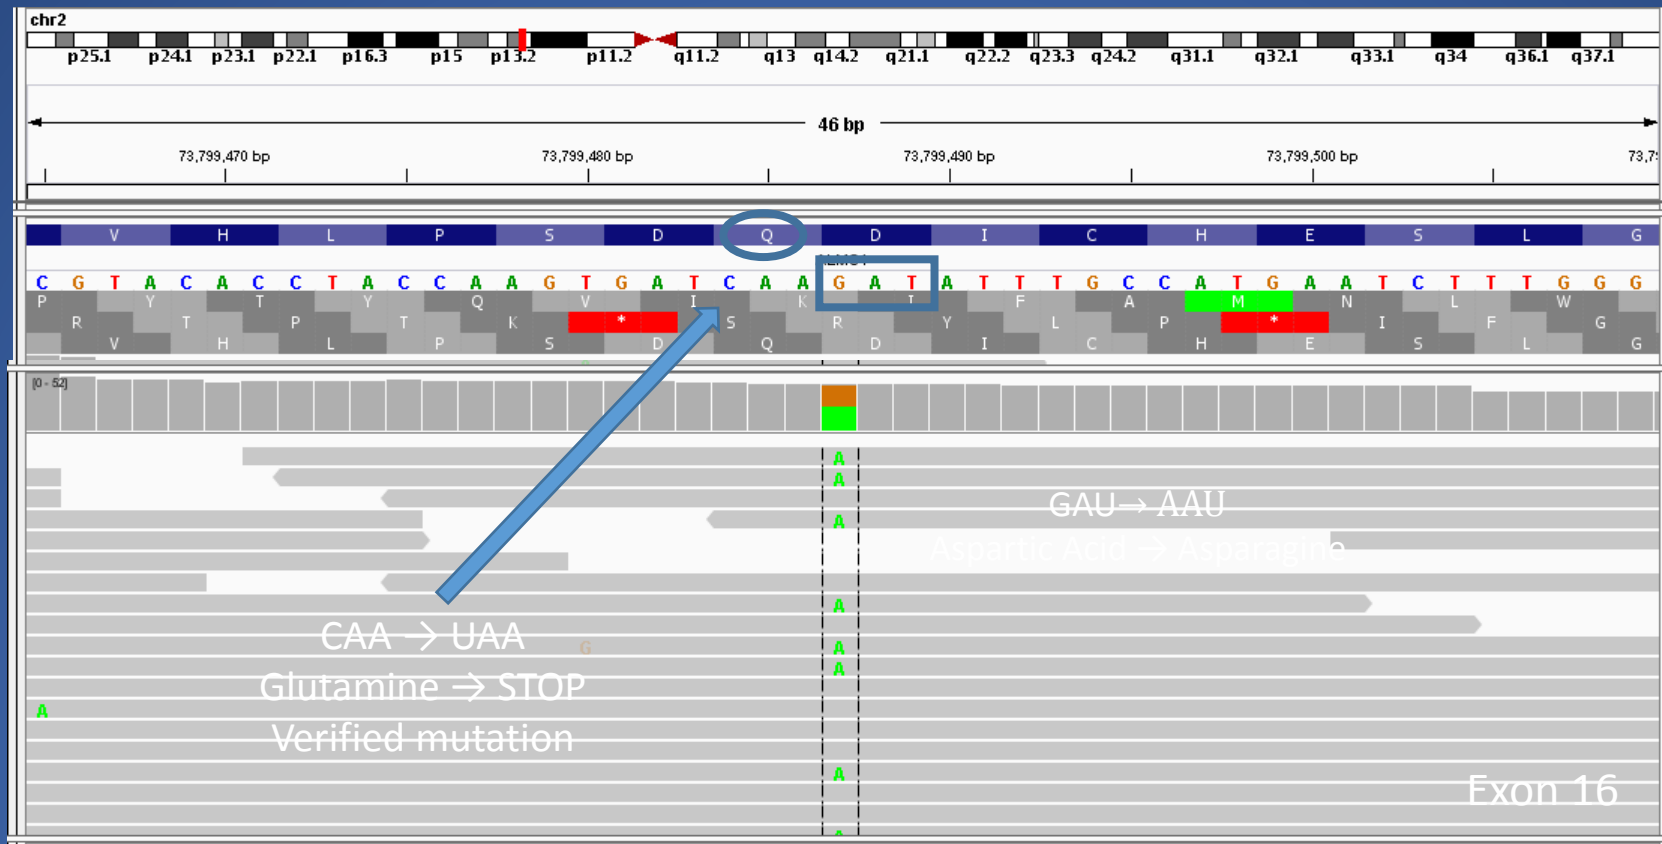 chr2
p25.1 p24.1 p23.1 p22.1 p16.3 p15 p13.2 p11.2 q11.2 q13 q14.2 q21.1 q22.2 q23.3 q24.2 q31.1 q32.1 q33.1 q34 q36.1 q37.1
46 bp
73,799,470 bp 73,799,480 bp 73,799,490 bp 73,799,500 bp 73,7
V H L P S D Q D I C H E S L G
C G T A C A C C T A C C A A G T G A T C A A G A T A T T T G C C A T G A A T C T T T G G G
P Y T Y Q V I K I F A M N L W
R T P T K * S R Y L P * I F G
V H L P S D Q D I C H E S L G
[0 - 52]
A
A
A
GAU→ AAU
Aspartic Acid → Asparagine
A
CAA → UAA
G A
A
Glutamine → STOP
A
Verified mutation
A
Exon 16